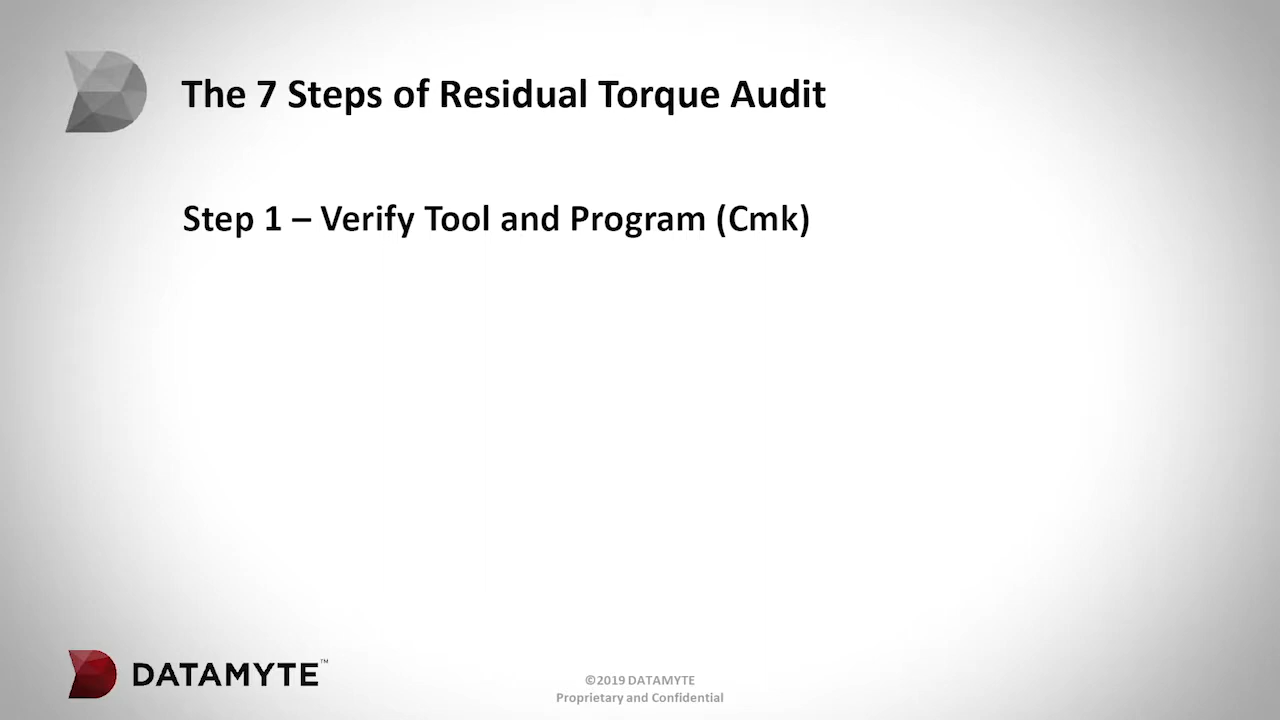 The 7 Steps of Residual Torque Audit
Step 1 – Verify Tool and Program (Cmk)
DATAMYTE™
©2019 DATAMYTE
Proprietary and Confidential